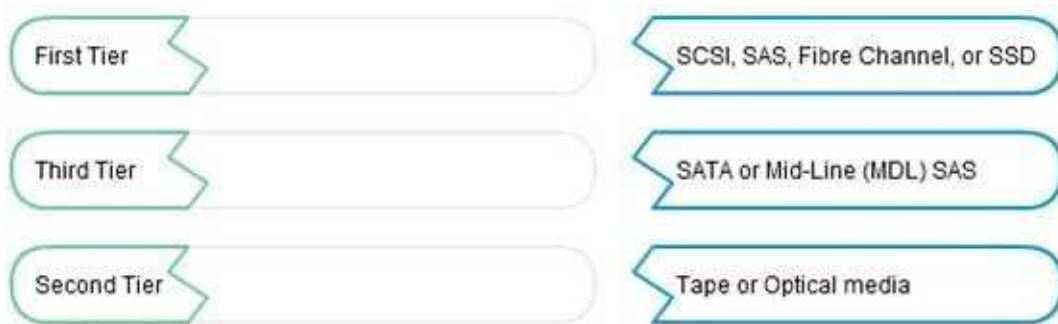 First Tier
SCSI, SAS, Fibre Channel, or SSD
Third Tier
SATA or Mid-Line (MDL) SAS
Second Tier
Tape or Optical media